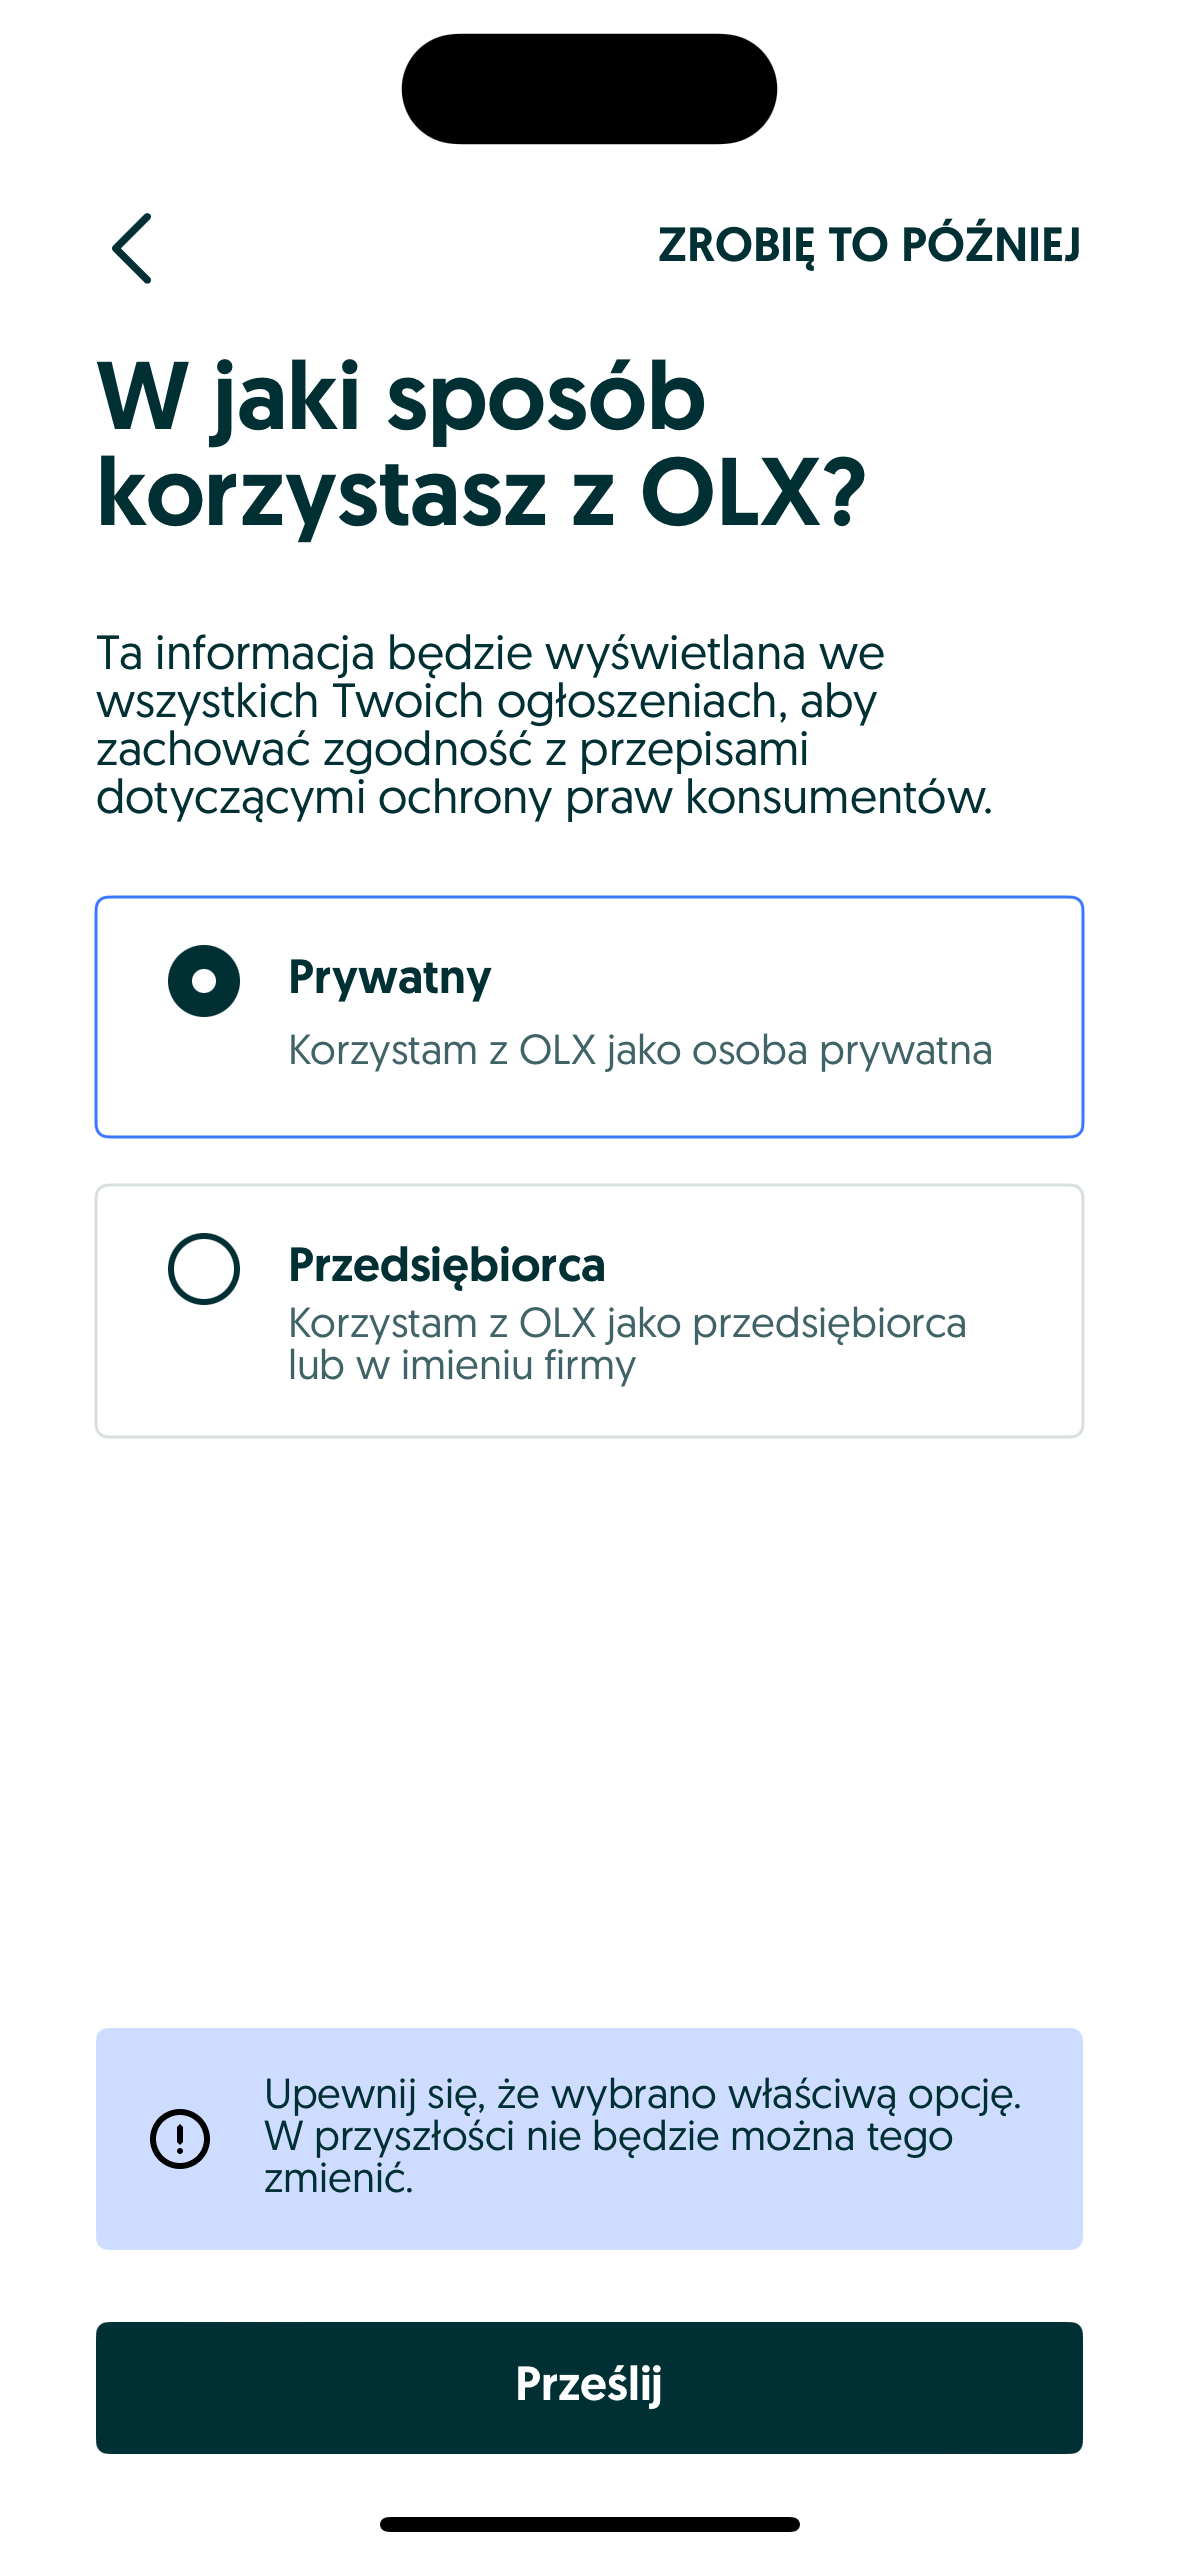 ZROBIĘ TO PÓŹNIEJ
W jaki sposób
korzystasz z OLX?
Ta informacja będzie wyświetlana we
wszystkich Twoich ogłoszeniach, aby
zachować zgodność z przepisami
dotyczącymi ochrony praw konsumentów.
Prywatny
Korzystam z OLX jako osoba prywatna
Przedsiębiorca
Korzystam z OLX jako przedsiębiorca
lub w imieniu firmy
Upewnij się, że wybrano właściwą opcję.
W przyszłości nie będzie można tego
zmienić.
Prześlij